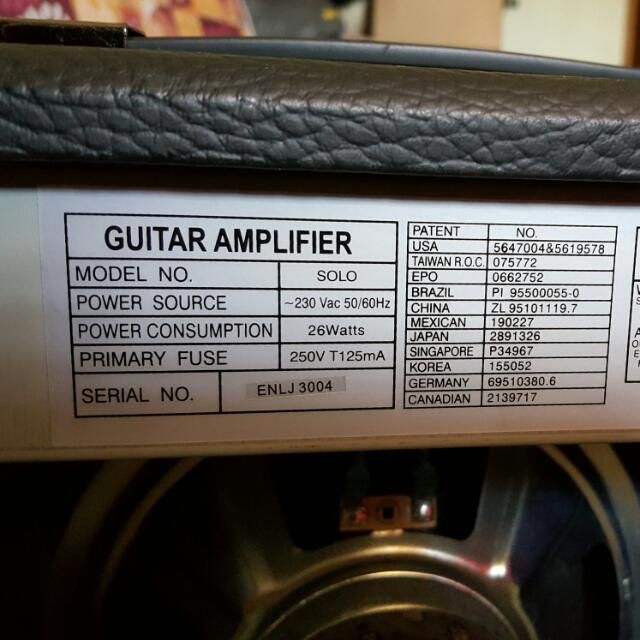 GUITAR AMPLIFIER
MODEL NO. SOLO
POWER SOURCE ~230 Vac 50/60Hz
POWER CONSUMPTION 26Watts
PRIMARY FUSE 250V T125mA
SERIAL NO. ENLJ 3004
PATENT NO.
USA 5647004&5619578
TAIWAN R.O.C. 075772
EPO 0662752
BRAZIL PI 95500055-0
CHINA ZL 95101119.7
MEXICAN 190227
JAPAN 2891326
SINGAPORE P34967
KOREA 155052
GERMANY 69510380.6
CANADIAN 2139717